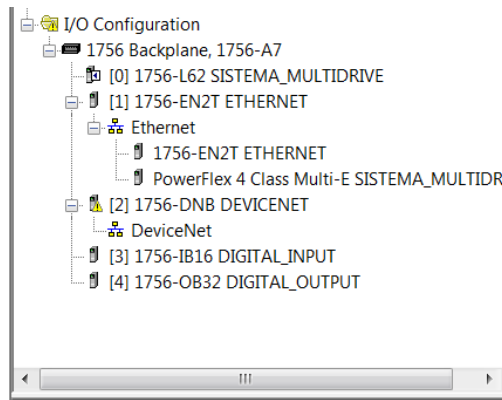 I/O Configuration
1756 Backplane, 1756-A7
[0] 1756-L62 SISTEMA_MULTIDRIVE
[1] 1756-EN2T ETHERNET
Ethernet
1756-EN2T ETHERNET
PowerFlex 4 Class Multi-E SISTEMA_MULTIDR
[2] 1756-DNB DEVICENET
DeviceNet
[3] 1756-IB16 DIGITAL_INPUT
[4] 1756-OB32 DIGITAL_OUTPUT